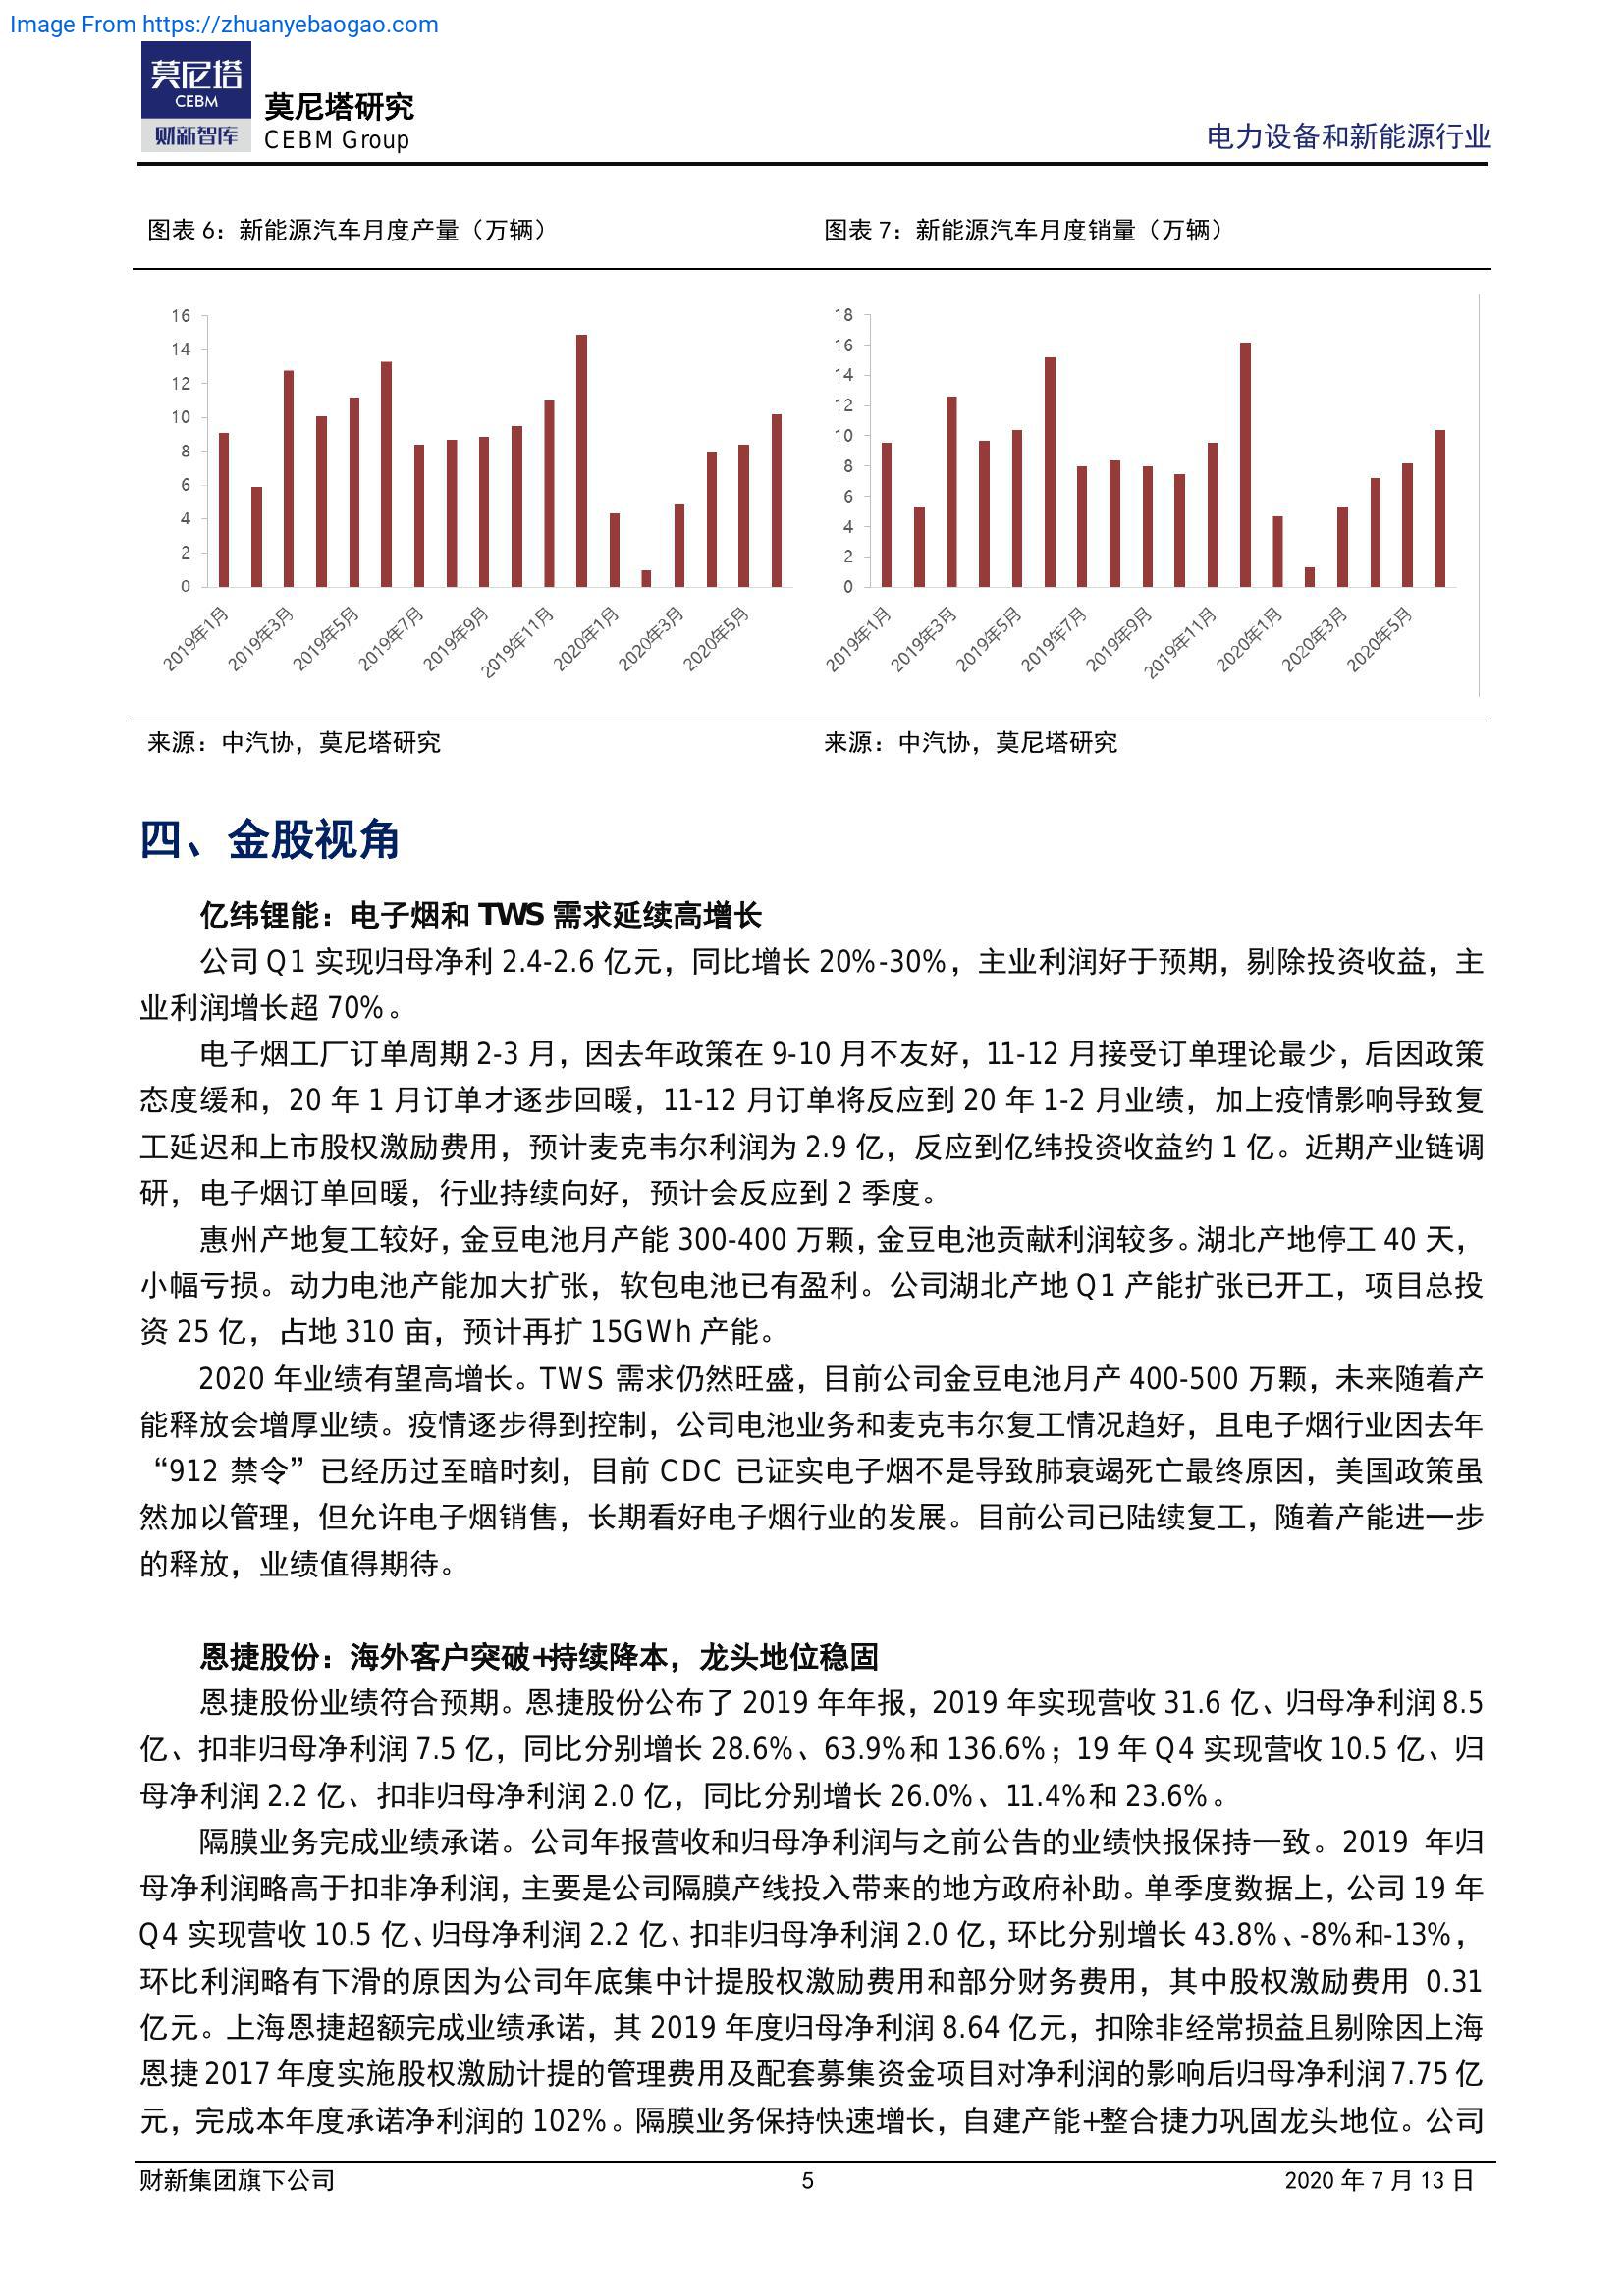 Image From https://zhuanyebaogao.com
莫尼塔
CEBM
财新智库
莫尼塔研究
CEBM Group
电力设备和新能源行业
图表 6：新能源汽车月度产量（万辆）
图表 7：新能源汽车月度销量（万辆）
16
14
12
10
8
6
4
2
0
2019年1月
2019年3月
2019年5月
2019年7月
2019年9月
2019年11月
2020年1月
2020年3月
2020年5月
18
16
14
12
10
8
6
4
2
0
2019年1月
2019年3月
2019年5月
2019年7月
2019年9月
2019年11月
2020年1月
2020年3月
2020年5月
来源：中汽协，莫尼塔研究
来源：中汽协，莫尼塔研究
四、金股视角
亿纬锂能：电子烟和 TWS 需求延续高增长
公司 Q1 实现归母净利 2.4-2.6 亿元，同比增长 20%-30%，主业利润好于预期，剔除投资收益，主
业利润增长超 70%。
电子烟工厂订单周期 2-3 月，因去年政策在 9-10 月不友好，11-12 月接受订单理论最少，后因政策
态度缓和，20 年 1 月订单才逐步回暖，11-12 月订单将反应到 20 年 1-2 月业绩，加上疫情影响导致复
工延迟和上市股权激励费用，预计麦克韦尔利润为 2.9 亿，反应到亿纬投资收益约 1 亿。近期产业链调
研，电子烟订单回暖，行业持续向好，预计会反应到 2 季度。
惠州产地复工较好，金豆电池月产能 300-400 万颗，金豆电池贡献利润较多。湖北产地停工 40 天，
小幅亏损。动力电池产能加大扩张，软包电池已有盈利。公司湖北产地 Q1 产能扩张已开工，项目总投
资 25 亿，占地 310 亩，预计再扩 15GWh 产能。
2020 年业绩有望高增长。TWS 需求仍然旺盛，目前公司金豆电池月产 400-500 万颗，未来随着产
能释放会增厚业绩。疫情逐步得到控制，公司电池业务和麦克韦尔复工情况趋好，且电子烟行业因去年
“912 禁令”已经历过至暗时刻，目前 CDC 已证实电子烟不是导致肺衰竭死亡最终原因，美国政策虽
然加以管理，但允许电子烟销售，长期看好电子烟行业的发展。目前公司已陆续复工，随着产能进一步
的释放，业绩值得期待。
恩捷股份：海外客户突破+持续降本，龙头地位稳固
恩捷股份业绩符合预期。恩捷股份公布了 2019 年年报，2019 年实现营收 31.6 亿、归母净利润 8.5
亿、扣非归母净利润 7.5 亿，同比分别增长 28.6%、63.9%和 136.6%；19 年 Q4 实现营收 10.5 亿、归
母净利润 2.2 亿、扣非归母净利润 2.0 亿，同比分别增长 26.0%、11.4%和 23.6%。
隔膜业务完成业绩承诺。公司年报营收和归母净利润与之前公告的业绩快报保持一致。2019 年归
母净利润略高于扣非净利润，主要是公司隔膜产线投入带来的地方政府补助。单季度数据上，公司 19 年
Q4 实现营收 10.5 亿、归母净利润 2.2 亿、扣非归母净利润 2.0 亿，环比分别增长 43.8%、-8%和-13%，
环比利润略有下滑的原因为公司年底集中计提股权激励费用和部分财务费用，其中股权激励费用 0.31
亿元。上海恩捷超额完成业绩承诺，其 2019 年度归母净利润 8.64 亿元，扣除非经常损益且剔除因上海
恩捷 2017 年度实施股权激励计提的管理费用及配套募集资金项目对净利润的影响后归母净利润 7.75 亿
元，完成本年度承诺净利润的 102%。隔膜业务保持快速增长，自建产能+整合捷力巩固龙头地位。公司
财新集团旗下公司
5
2020 年 7 月 13 日